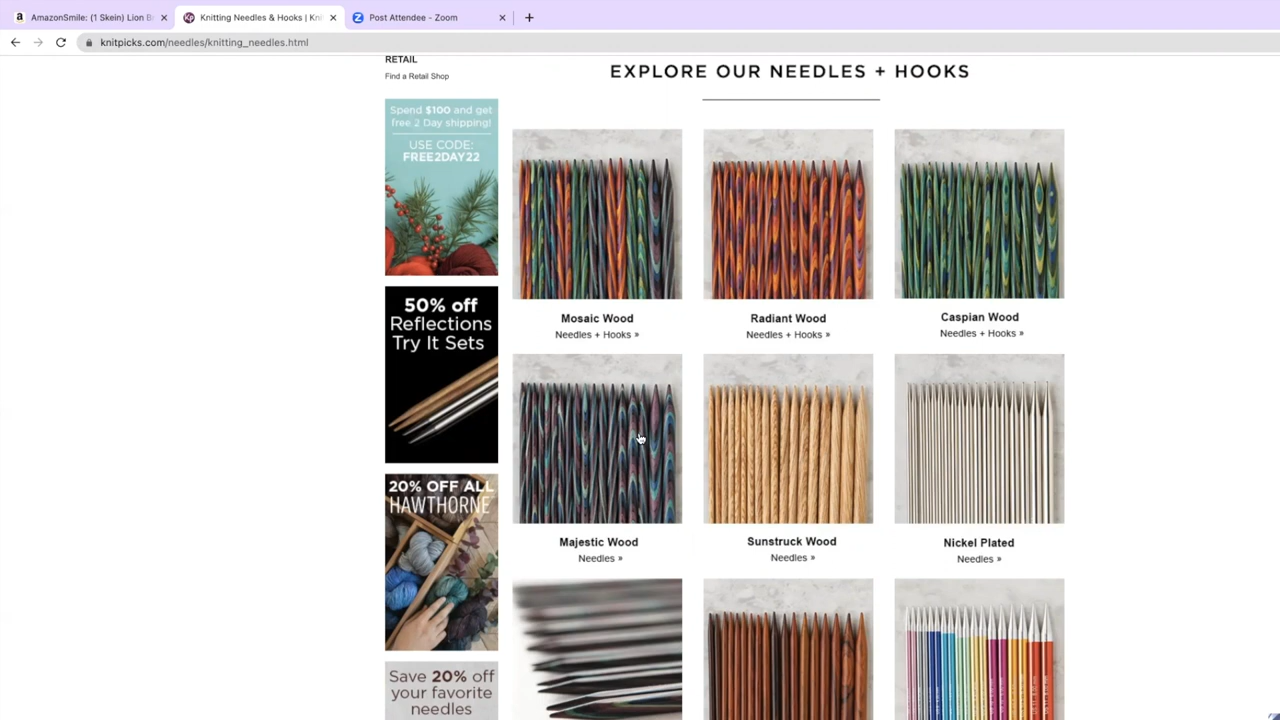 AmazonSmile: (1 Skein) Lion B
Knitting Needles & Hooks | Kni
Post Attendee - Zoom
knitpicks.com/needles/knitting_needles.html
RETAIL
Find a Retail Shop
EXPLORE OUR NEEDLES + HOOKS
Spend $100 and get
free 2 Day shipping!
USE CODE:
FREE2DAY22
50% off
Reflections
Try It Sets
20% OFF ALL
HAWTHORNE
Save 20% off
your favorite
needles
Mosaic Wood
Needles + Hooks »
Radiant Wood
Needles + Hooks »
Caspian Wood
Needles + Hooks »
Majestic Wood
Needles »
Sunstruck Wood
Needles »
Nickel Plated
Needles »